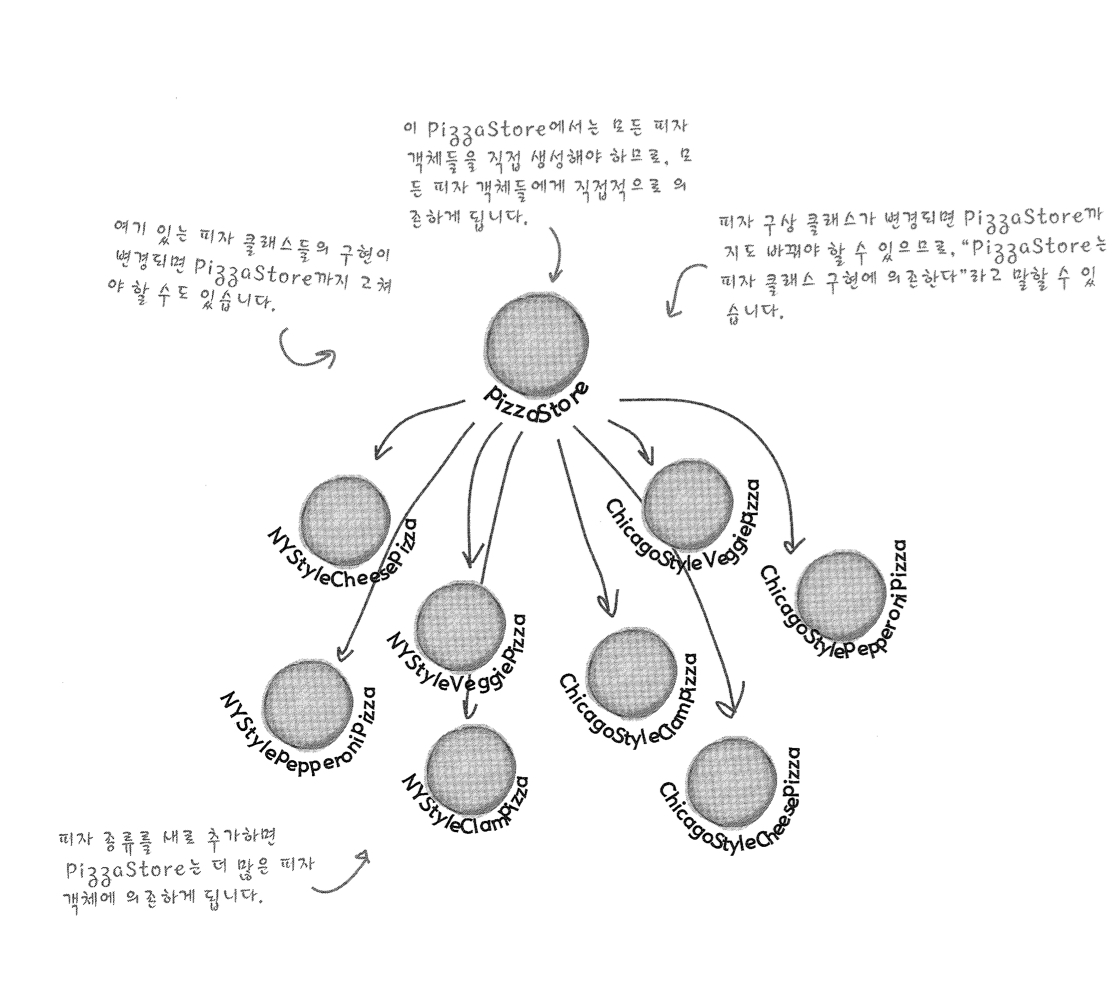 이 PizzaStore에서는 모든 피자
객체들을 직접 생성해야 하므로, 모
든 피자 객체들에게 직접적으로 의
존하게 됩니다.
여기 있는 피자 클래스들의 구현이
변경되면 PizzaStore까지 고쳐
야 할 수도 있습니다.
피자 구상 클래스가 변경되면 PizzaStore까
지도 바꿔야 할 수 있으므로, “PizzaStore는
피자 클래스 구현에 의존한다”라고 말할 수 있
습니다.
PizzaStore
NYStyleCheesePizza
ChicagoStyleVeggiePizza
ChicagoStylePepperoniPizza
NYStyleVeggiePizza
ChicagoStyleClamPizza
NYStylePepperoniPizza
NYStyleClamPizza
ChicagoStyleCheesePizza
피자 종류를 새로 추가하면
PizzaStore는 더 많은 피자
객체에 의존하게 됩니다.